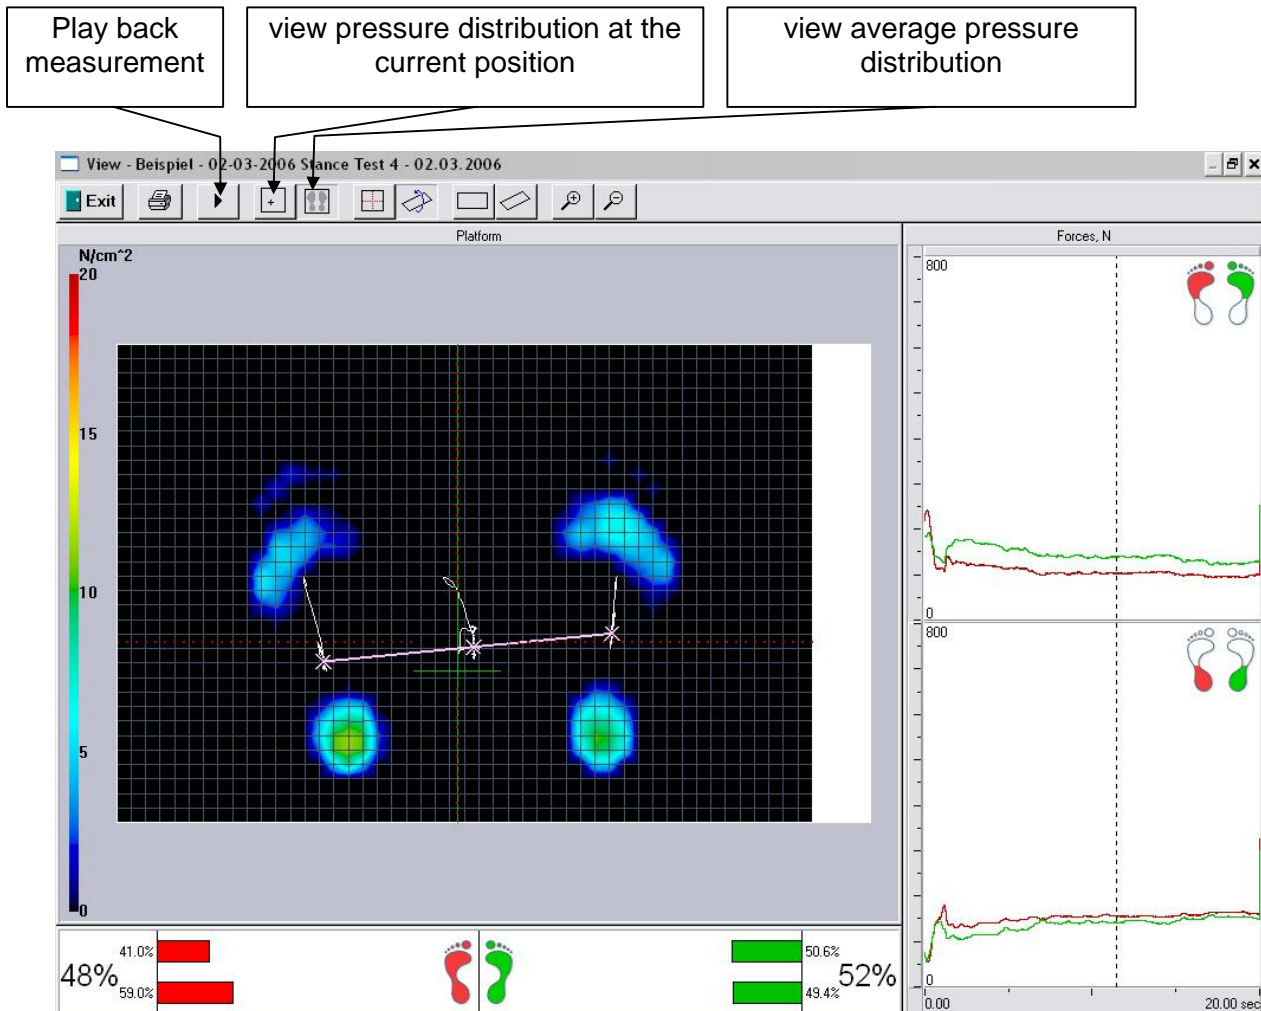 Play back
measurement
view pressure distribution at the
current position
view average pressure
distribution
View - Beispiel - 02-03-2006 Stance Test 4 - 02.03.2006
Exit
Platform
Forces, N
N/cm^2
20
15
10
5
0
800
0
800
0
0.00
20.00 sec
48%
41.0%
59.0%
50.6%
49.4%
52%